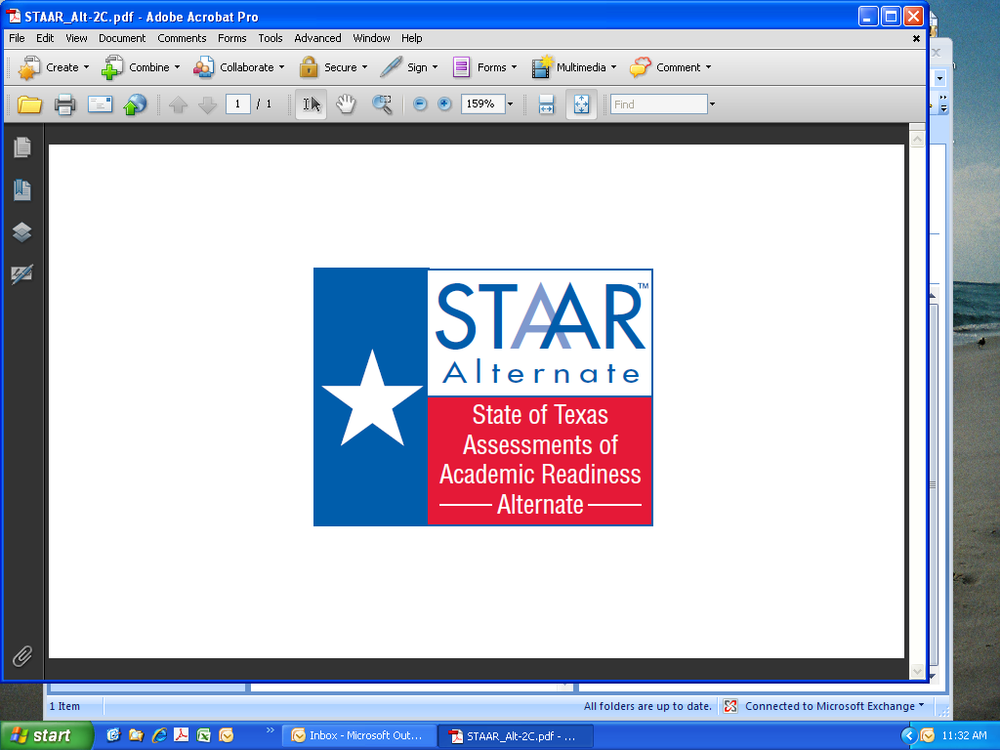 STAAR_Alt-2C.pdf - Adobe Acrobat Pro
File Edit View Document Comments Forms Tools Advanced Window Help
Create Combine Collaborate Secure Sign Forms Multimedia Comment
1 / 1 159% Find
STAAR™
Alternate
State of Texas
Assessments of
Academic Readiness
Alternate
1 Item All folders are up to date. Connected to Microsoft Exchange
start Inbox - Microsoft Out... STAAR_Alt-2C.pdf - ... 11:32 AM